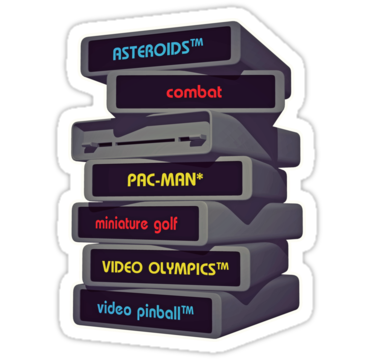 ASTEROIDS™
combat
PAC-MAN*
miniature golf
VIDEO OLYMPICS™
video pinball™